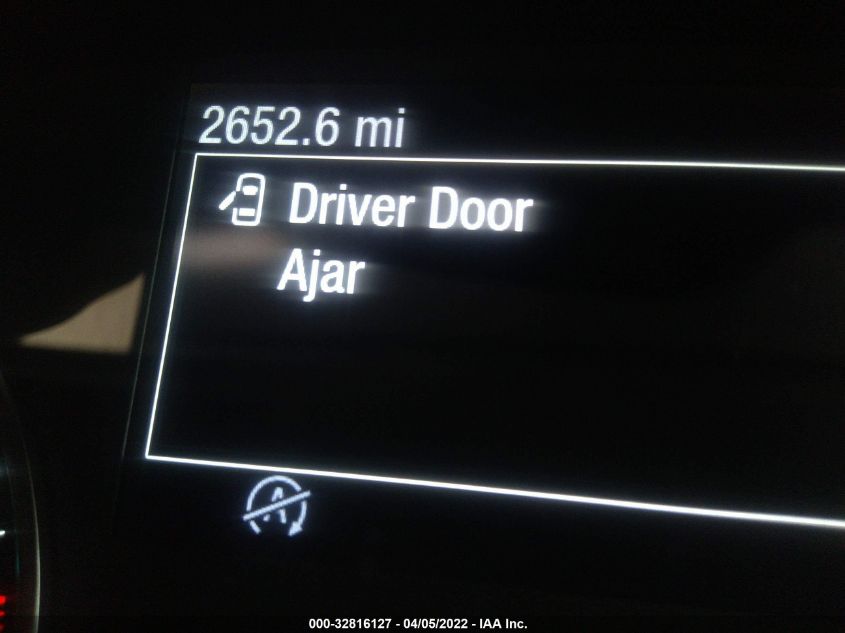 2652.6 mi
Driver Door
Ajar
A
000-32816127 - 04/05/2022 - IAA Inc.